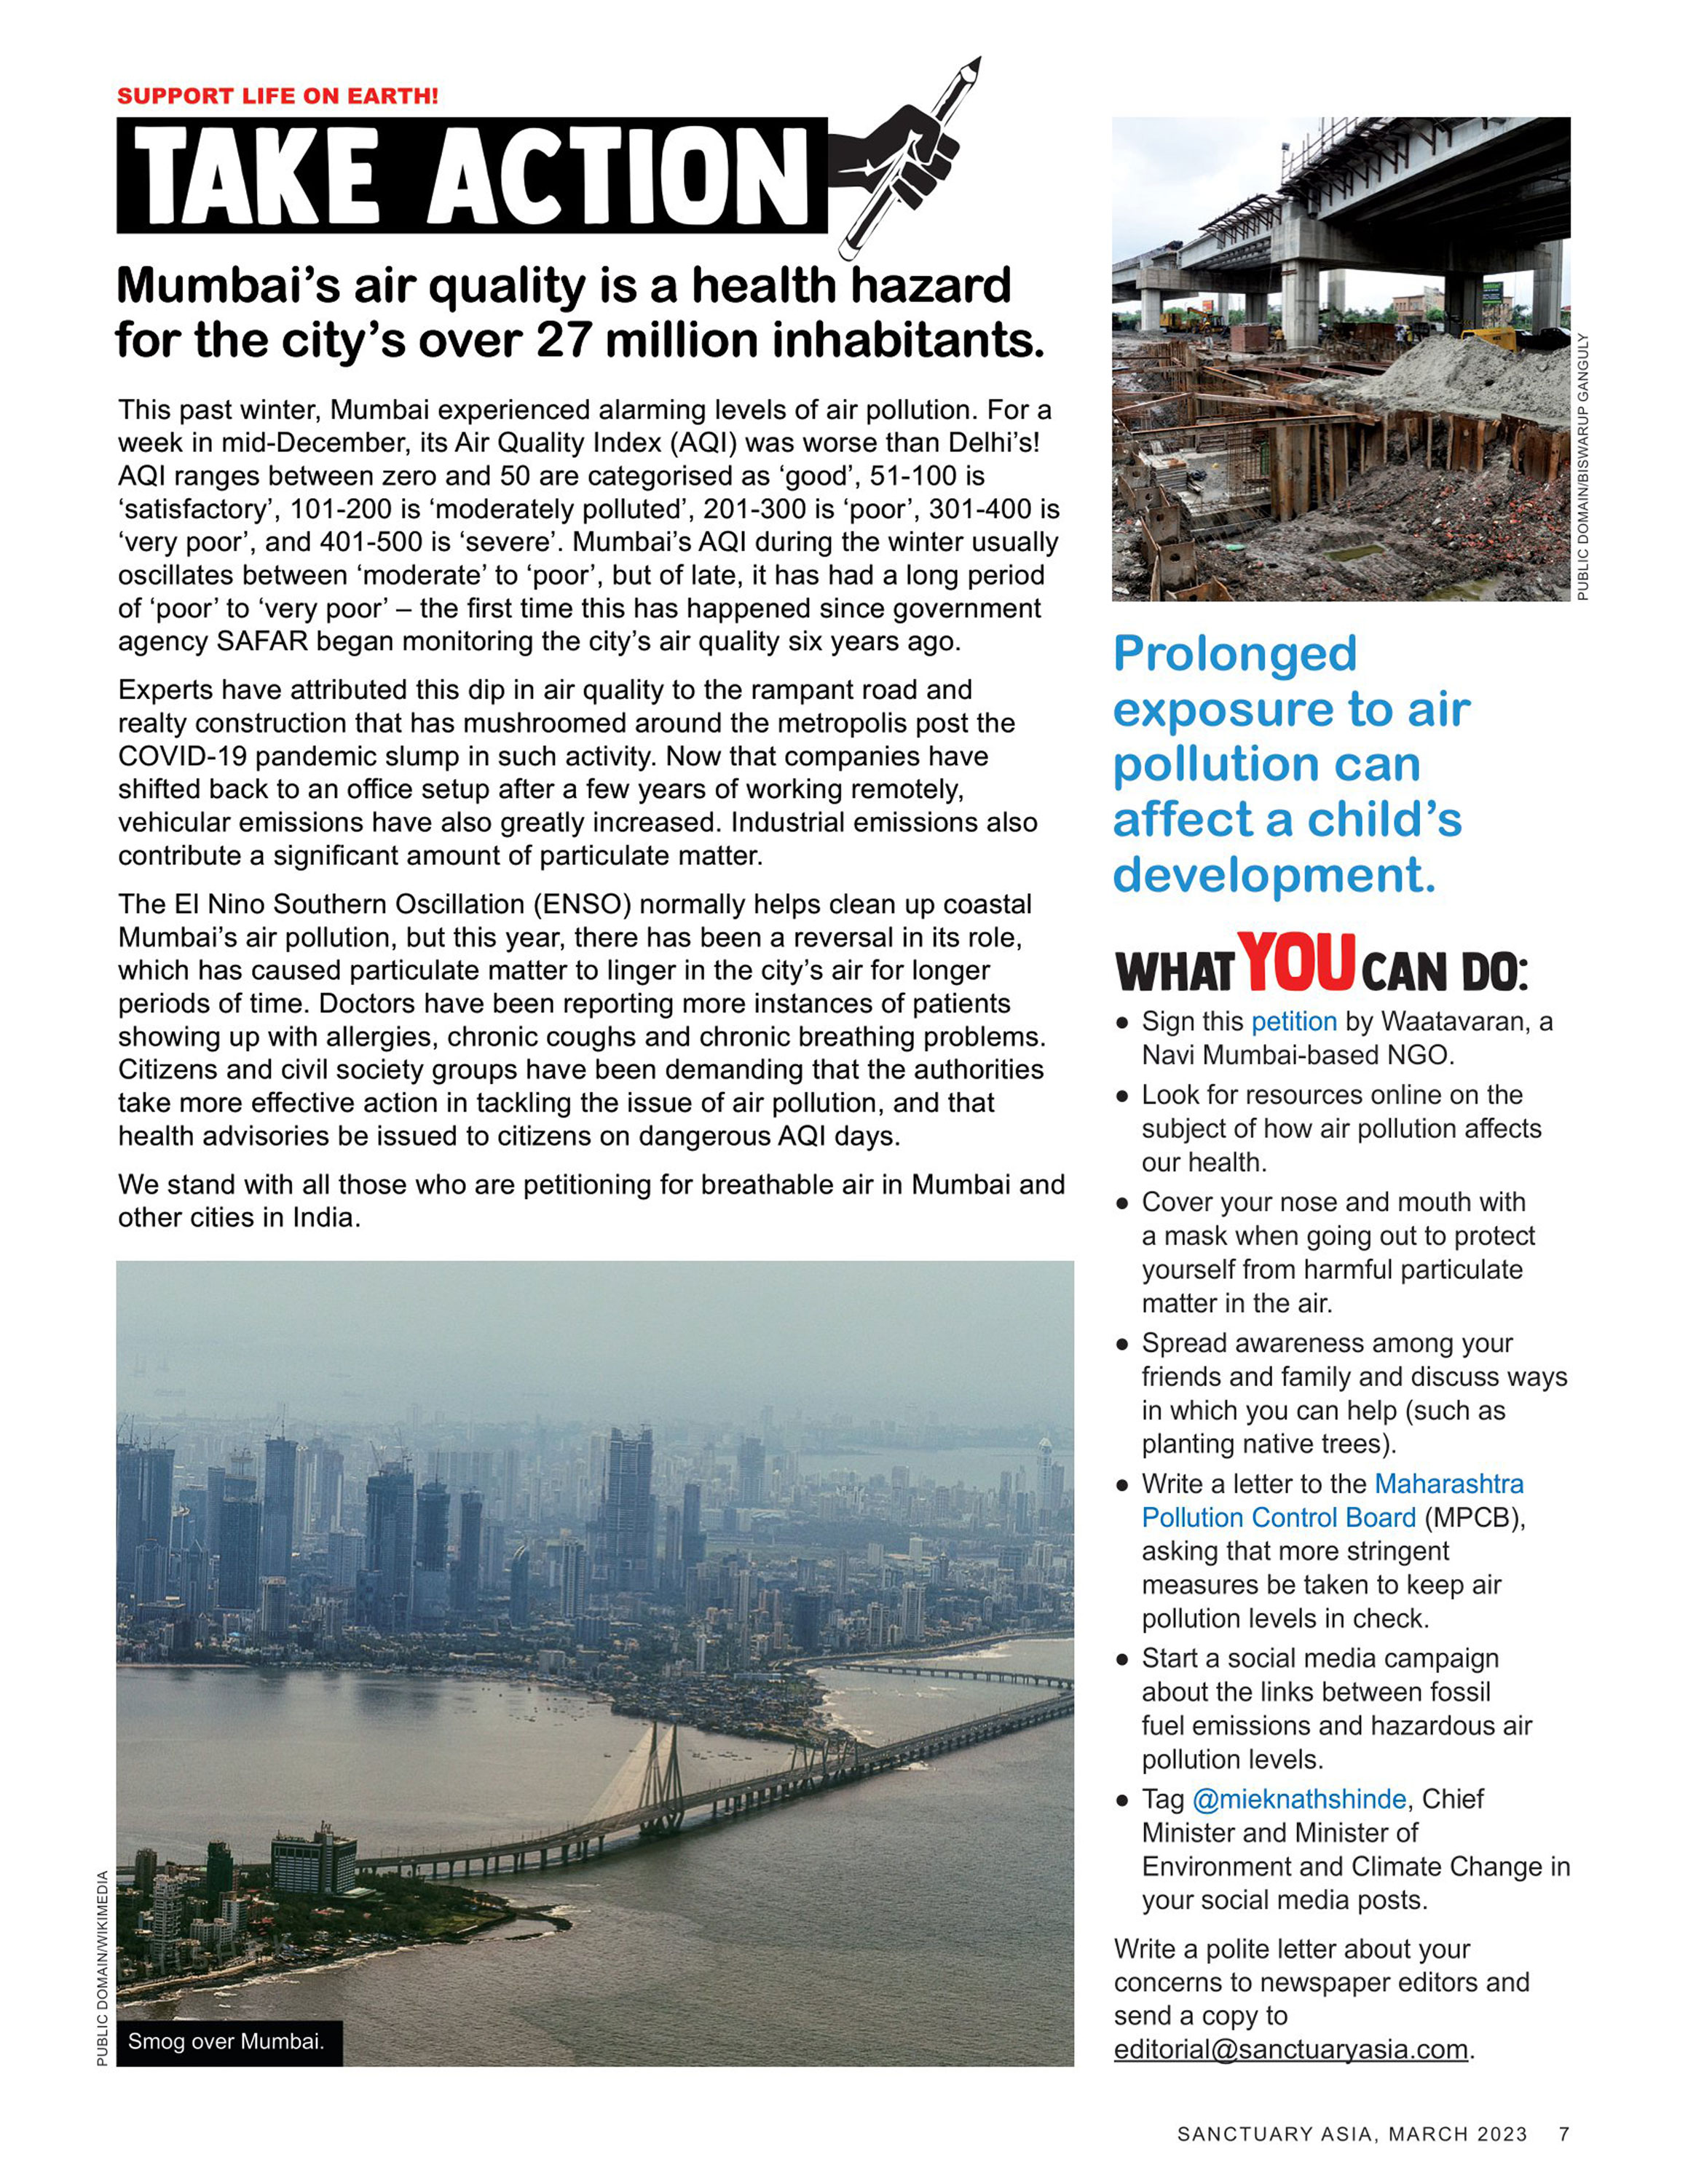 SUPPORT LIFE ON EARTH!
TAKE ACTION
Mumbai’s air quality is a health hazard
for the city’s over 27 million inhabitants.
This past winter, Mumbai experienced alarming levels of air pollution. For a
week in mid-December, its Air Quality Index (AQI) was worse than Delhi’s!
AQI ranges between zero and 50 are categorised as ‘good’, 51-100 is
‘satisfactory’, 101-200 is ‘moderately polluted’, 201-300 is ‘poor’, 301-400 is
‘very poor’, and 401-500 is ‘severe’. Mumbai’s AQI during the winter usually
oscillates between ‘moderate’ to ‘poor’, but of late, it has had a long period
of ‘poor’ to ‘very poor’ – the first time this has happened since government
agency SAFAR began monitoring the city’s air quality six years ago.
Experts have attributed this dip in air quality to the rampant road and
realty construction that has mushroomed around the metropolis post the
COVID-19 pandemic slump in such activity. Now that companies have
shifted back to an office setup after a few years of working remotely,
vehicular emissions have also greatly increased. Industrial emissions also
contribute a significant amount of particulate matter.
The El Nino Southern Oscillation (ENSO) normally helps clean up coastal
Mumbai’s air pollution, but this year, there has been a reversal in its role,
which has caused particulate matter to linger in the city’s air for longer
periods of time. Doctors have been reporting more instances of patients
showing up with allergies, chronic coughs and chronic breathing problems.
Citizens and civil society groups have been demanding that the authorities
take more effective action in tackling the issue of air pollution, and that
health advisories be issued to citizens on dangerous AQI days.
We stand with all those who are petitioning for breathable air in Mumbai and
other cities in India.
PUBLIC DOMAIN/WIKIMEDIA
Smog over Mumbai.
PUBLIC DOMAIN/BISWARUP GANGULY
Prolonged
exposure to air
pollution can
affect a child’s
development.
WHAT YOU CAN DO:
● Sign this petition by Waatavaran, a
Navi Mumbai-based NGO.
● Look for resources online on the
subject of how air pollution affects
our health.
● Cover your nose and mouth with
a mask when going out to protect
yourself from harmful particulate
matter in the air.
● Spread awareness among your
friends and family and discuss ways
in which you can help (such as
planting native trees).
● Write a letter to the Maharashtra
Pollution Control Board (MPCB),
asking that more stringent
measures be taken to keep air
pollution levels in check.
● Start a social media campaign
about the links between fossil
fuel emissions and hazardous air
pollution levels.
● Tag @mieknathshinde, Chief
Minister and Minister of
Environment and Climate Change in
your social media posts.
Write a polite letter about your
concerns to newspaper editors and
send a copy to
editorial@sanctuaryasia.com.
SANCTUARY ASIA, MARCH 2023 7